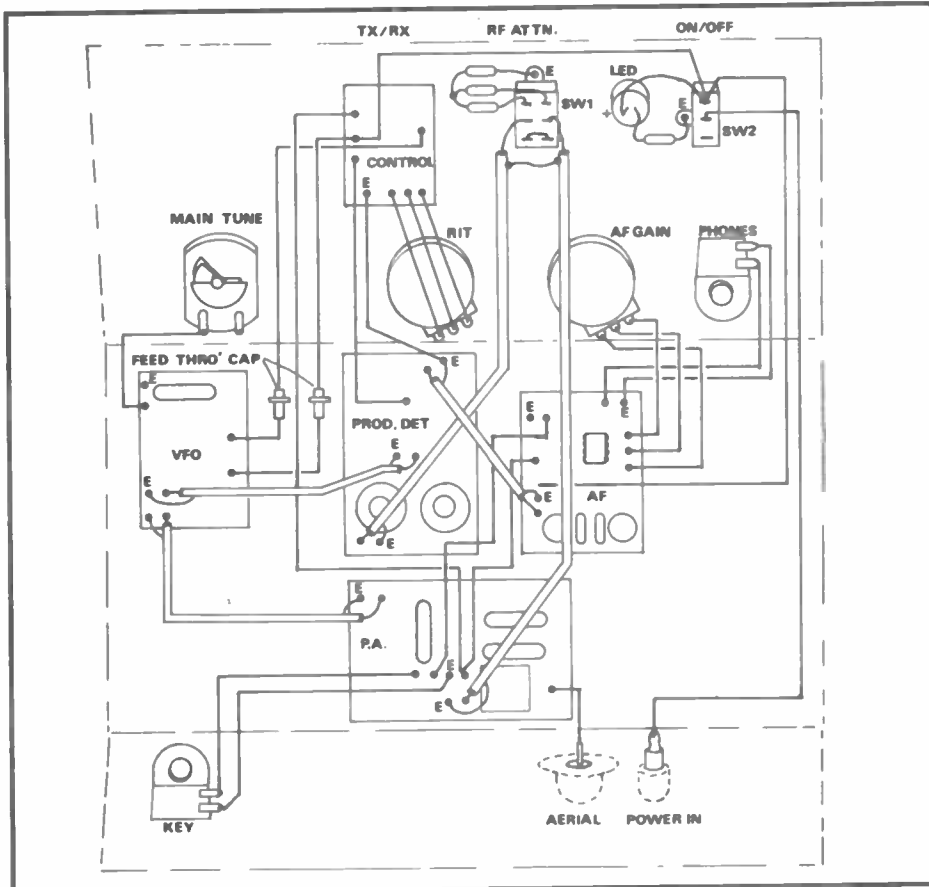 TX/RX RF ATTN. ON/OFF
E LED
SW1 + E SW2
CONTROL
E
MAIN TUNE RIT AF GAIN PHONES
FEED THRO' CAP E
E PROD. DET E E
VFO E
E E AF
E
E
P.A. E
E
KEY AERIAL POWER IN